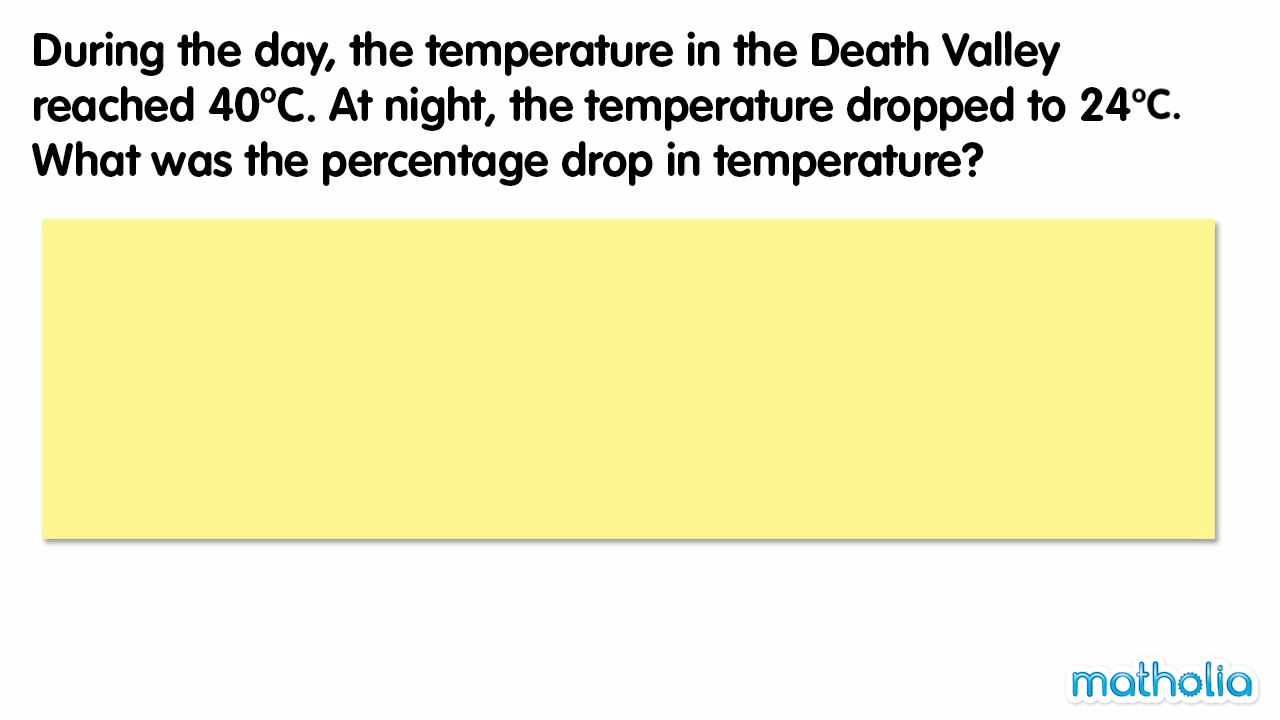 During the day, the temperature in the Death Valley
reached 40°C. At night, the temperature dropped to 24°C.
What was the percentage drop in temperature?
matholia